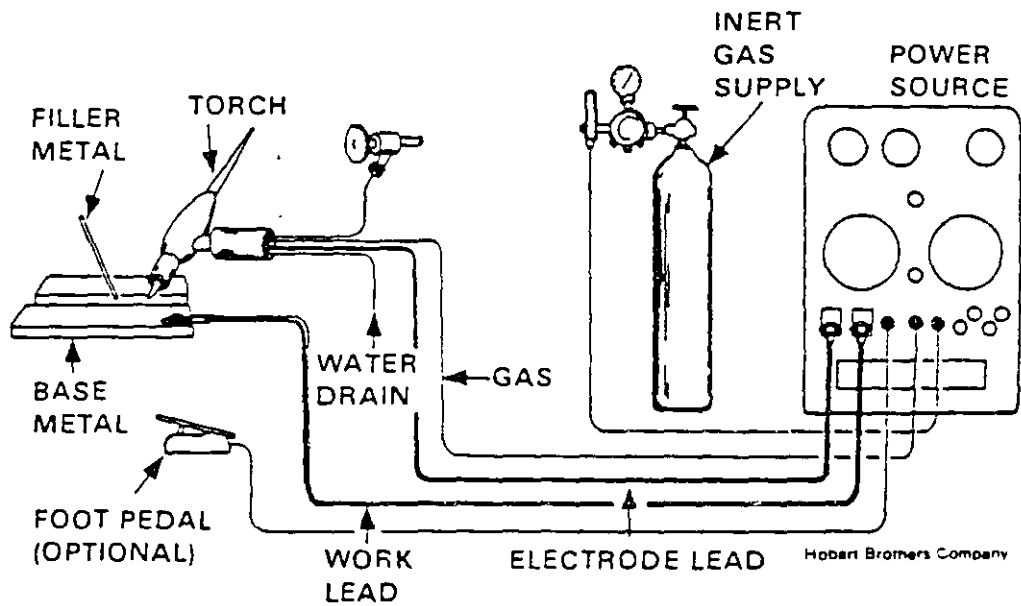 INERT
GAS
SUPPLY
POWER
SOURCE
TORCH
FILLER
METAL
WATER
DRAIN
GAS
BASE
METAL
FOOT PEDAL
(OPTIONAL)
WORK
LEAD
ELECTRODE LEAD
Hobart Brothers Company